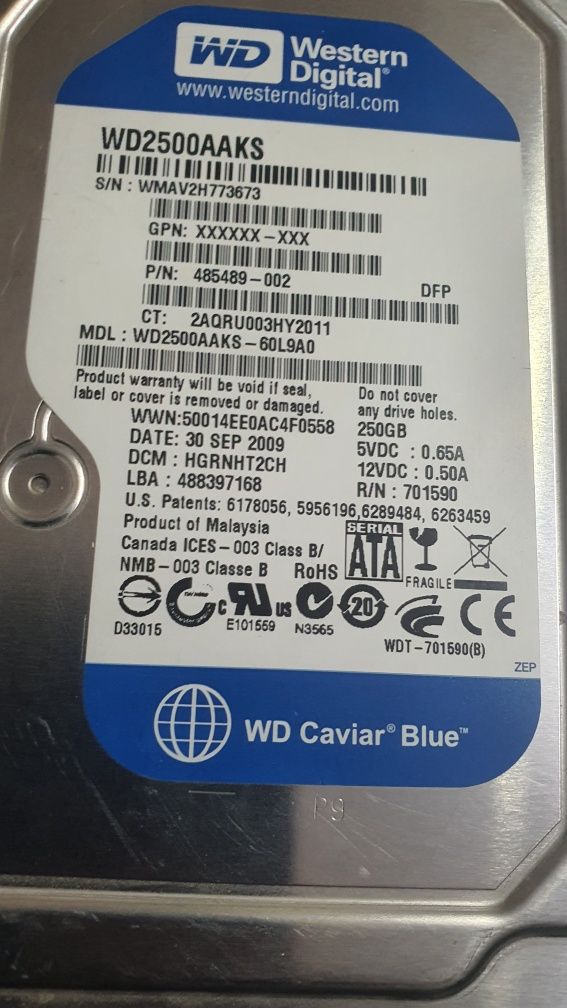 WD Western Digital®
www.westerndigital.com
WD2500AAKS
S/N : WMAV2H773673
GPN: XXXXXX-XXX
P/N: 485489-002
DFP
CT: 2AQRU003HY2011
MDL : WD2500AAKS-60L9A0
Product warranty will be void if seal,
label or cover is removed or damaged.
Do not cover
any drive holes.
WWN:50014EE0AC4F0558
250GB
DATE: 30 SEP 2009
5VDC : 0.65A
DCM : HGRNHT2CH
12VDC : 0.50A
LBA : 488397168
R/N : 701590
U.S. Patents: 6178056, 5956196,6289484, 6263459
Product of Malaysia
Canada ICES-003 Class B/
NMB-003 Classe B
RoHS
SERIAL
ATA
FRAGILE
c RU us
20
CE
D33015
E101559
N3565
WDT-701590(B)
ZEP
WD Caviar® Blue™
P9